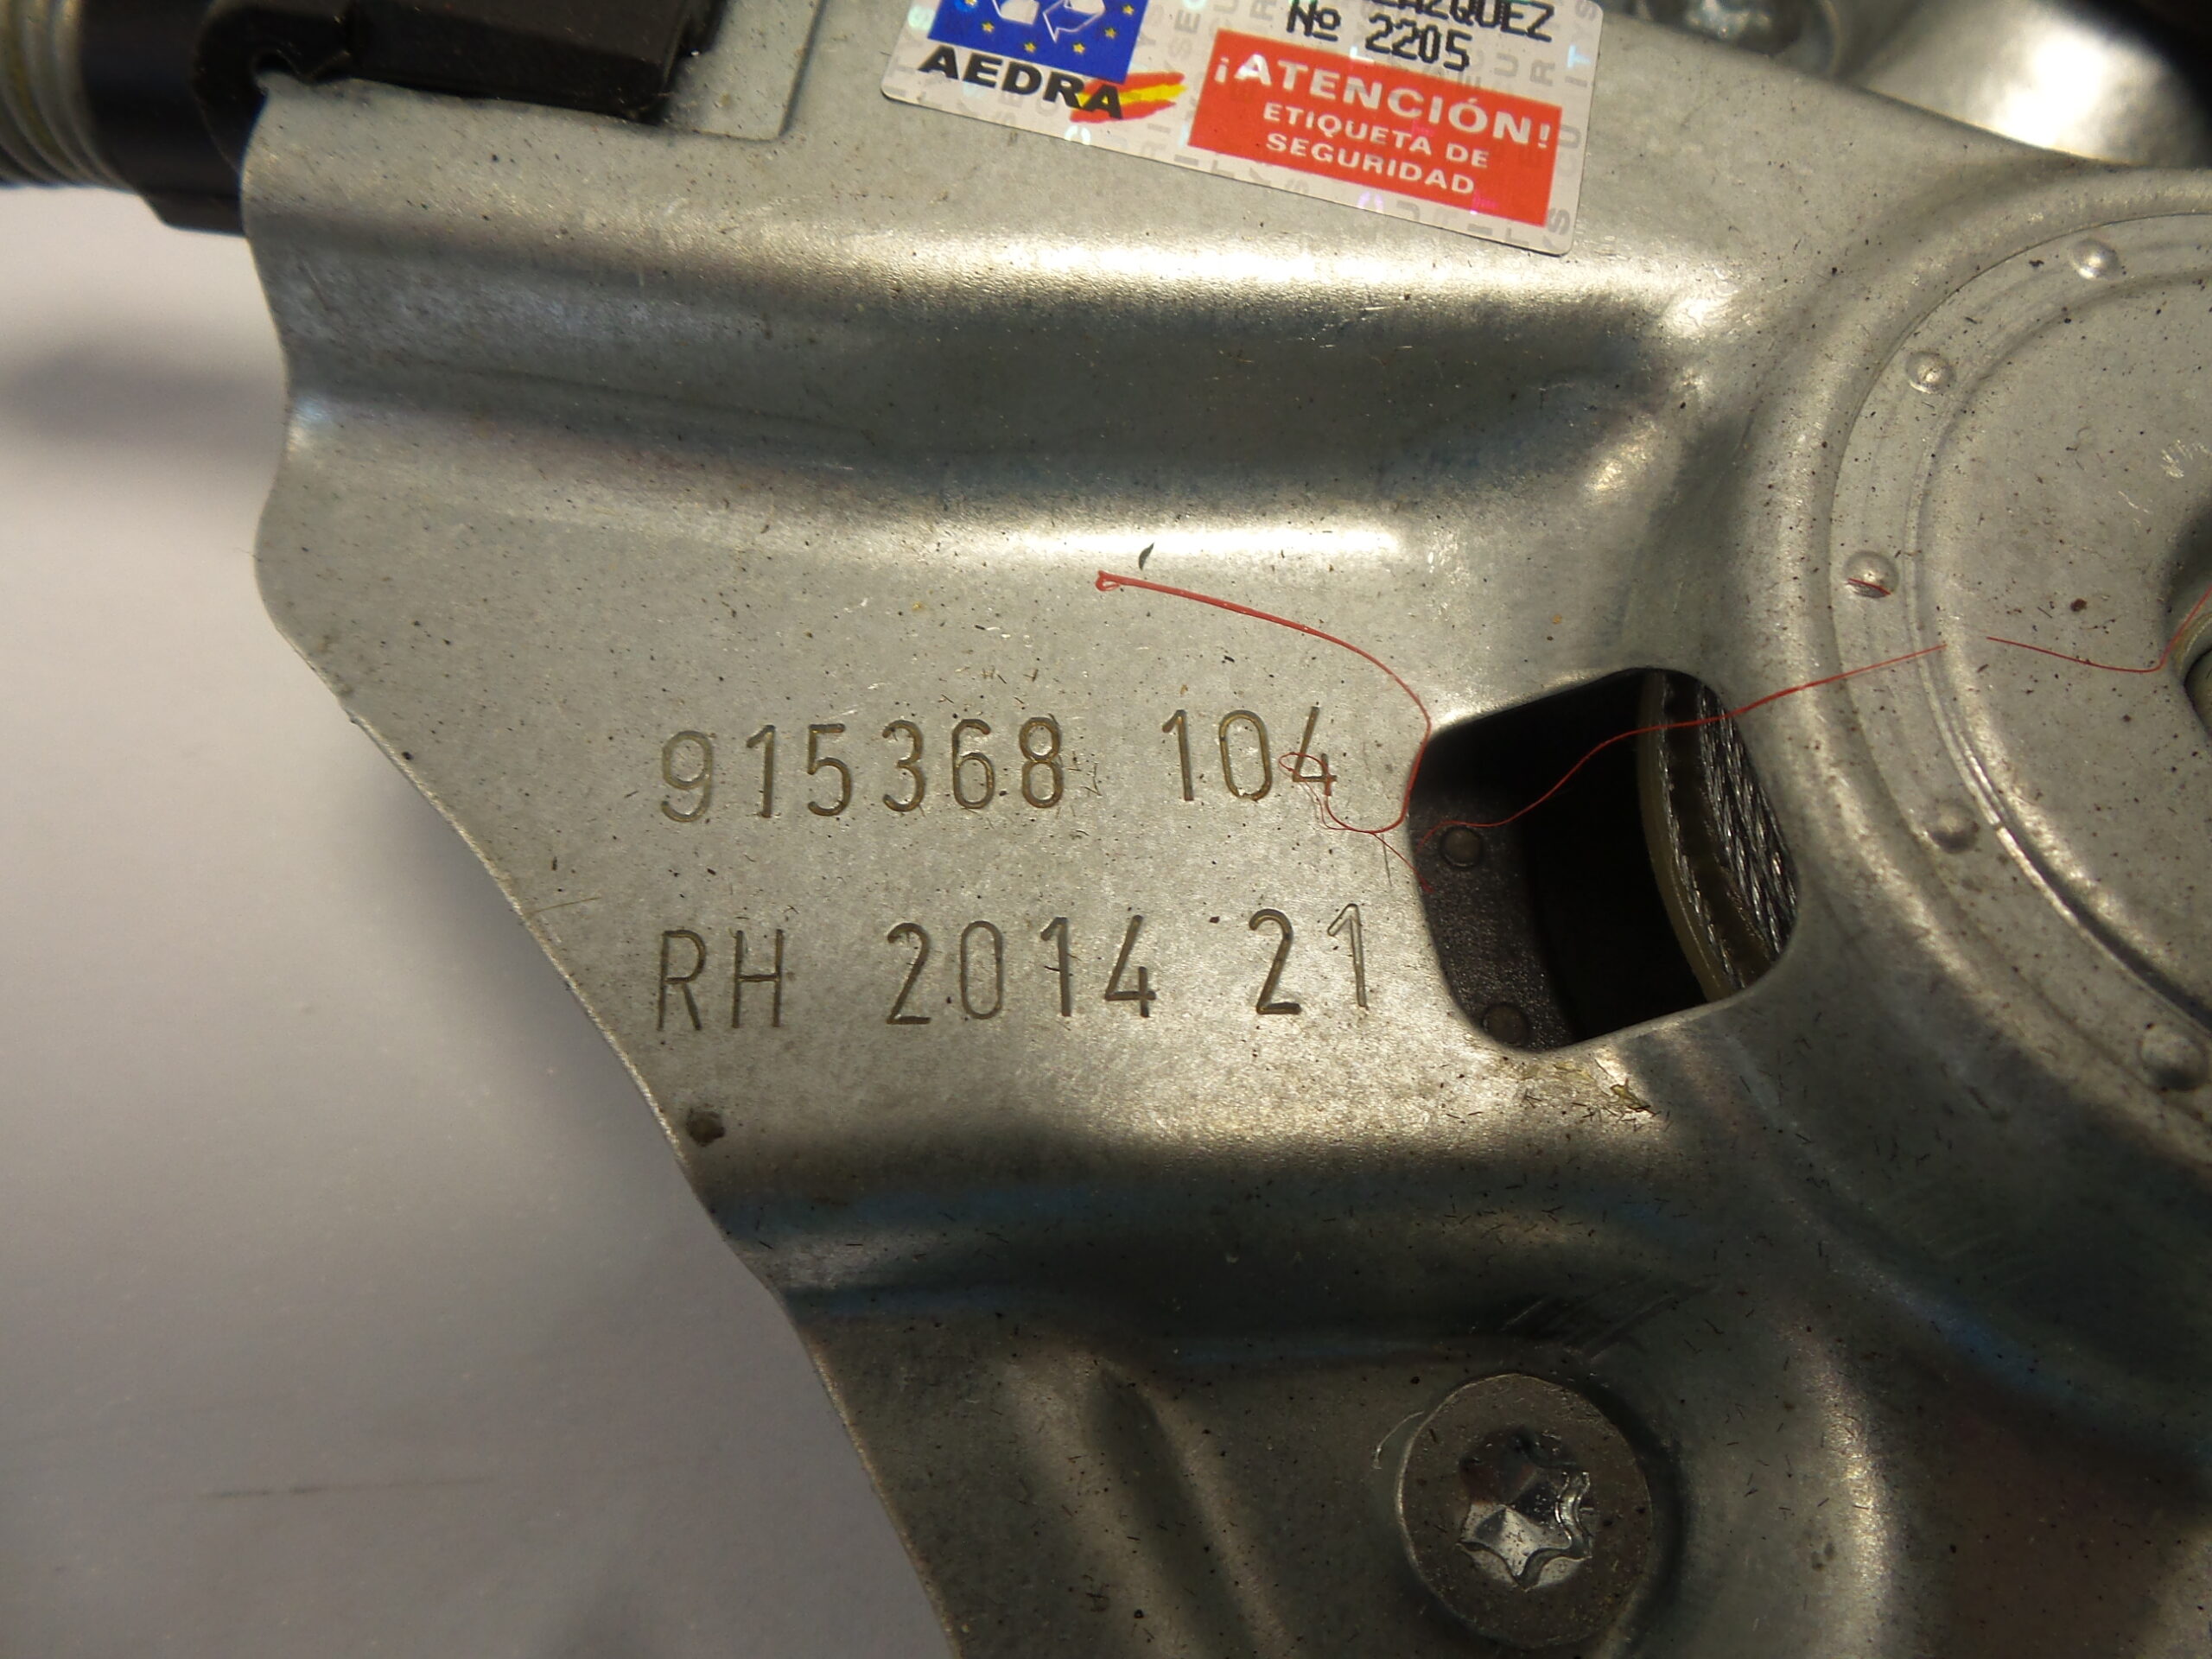 Nº 2205
AEDRA
¡ATENCIÓN!
ETIQUETA DE
SEGURIDAD
915368 104
RH 2014 21